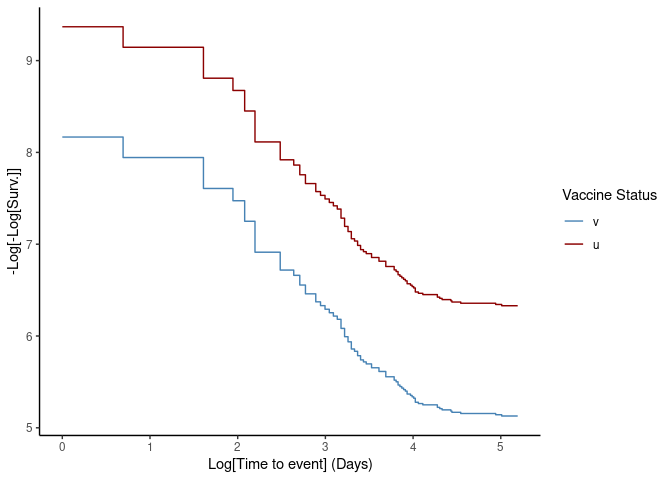 -Log[-Log[Surv.]]
9
8
7
6
5
0 1 2 3 4 5
Log[Time to event] (Days)
Vaccine Status
v
u